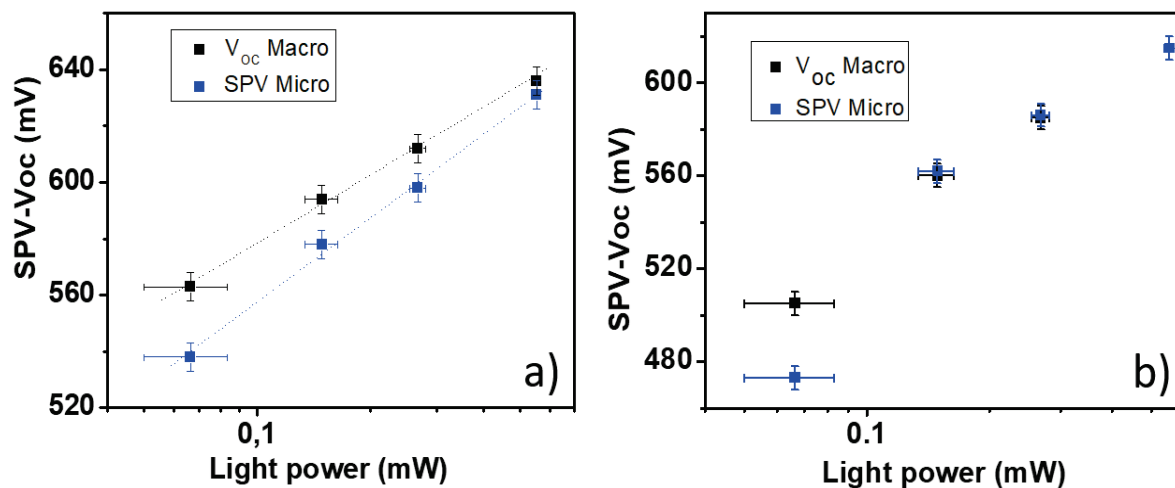 V_oc Macro
SPV Micro
SPV-Voc (mV)
640
600
560
520
0,1
Light power (mW)
a)
V_oc Macro
SPV Micro
SPV-Voc (mV)
600
560
520
480
0.1
Light power (mW)
b)